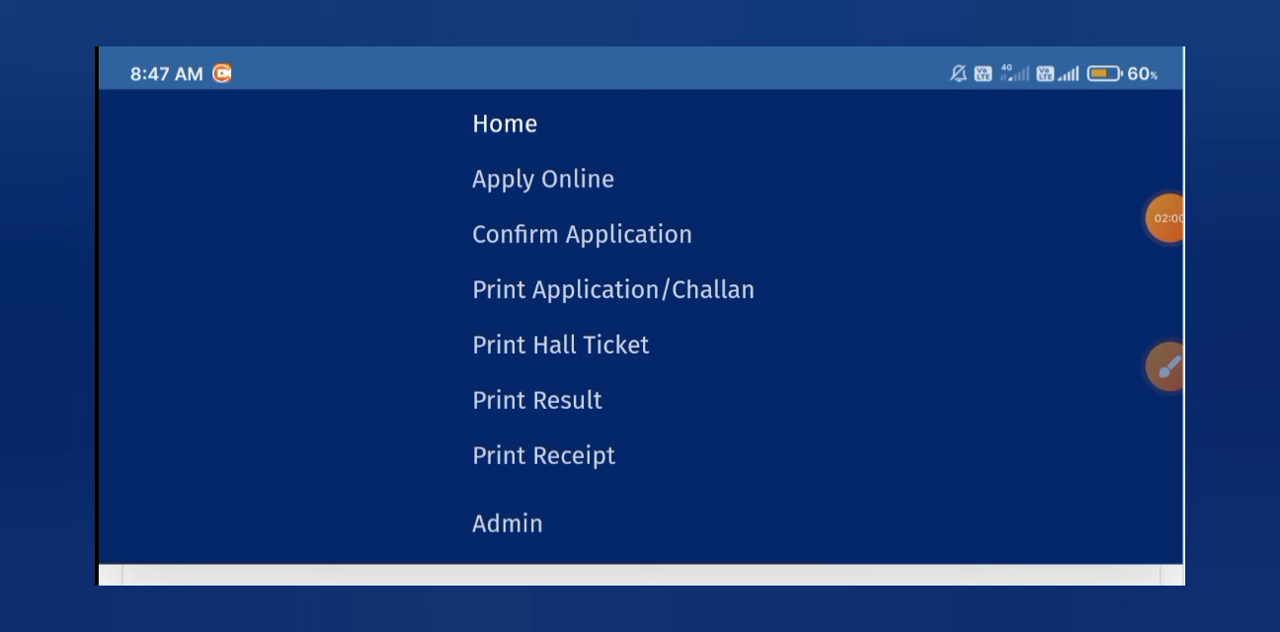 8:47 AM 4G 60%
Home
Apply Online
Confirm Application
02:00
Print Application/Challan
Print Hall Ticket
Print Result
Print Receipt
Admin